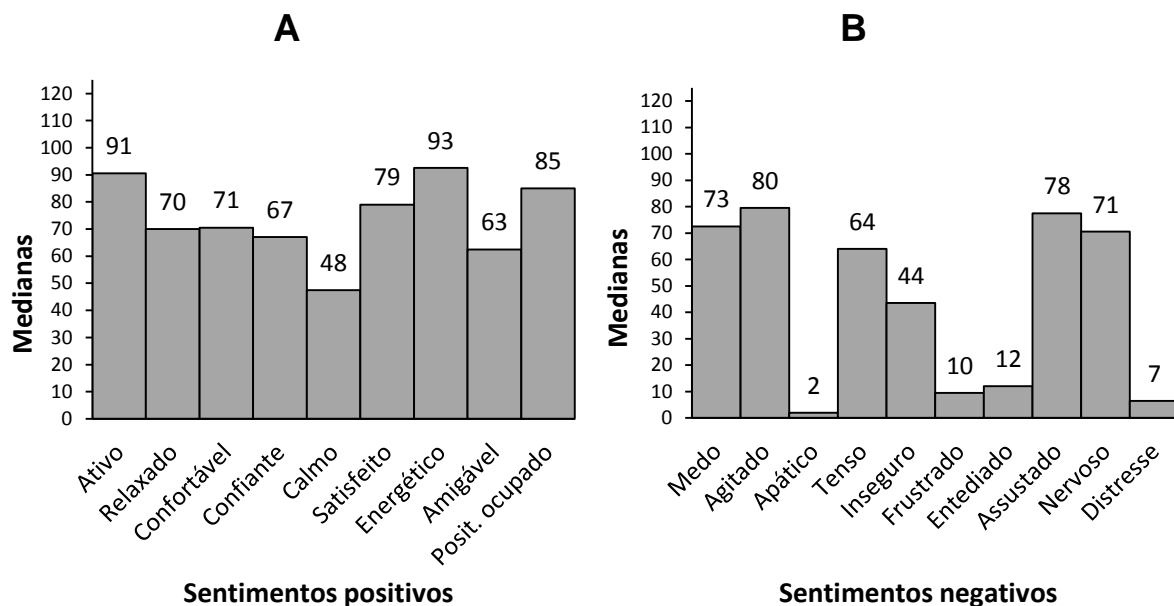 A
Medianas
120
110
100
90
80
70
60
50
40
30
20
10
0
91
70
71
67
48
79
93
63
85
Ativo
Relaxado
Confortável
Confiante
Calmo
Satisfeito
Energético
Amigável
Posit. ocupado
Sentimentos positivos
B
Medianas
120
110
100
90
80
70
60
50
40
30
20
10
0
73
80
2
64
44
10
12
78
71
7
Medo
Agitado
Apático
Tenso
Inseguro
Frustrado
Entediado
Assustado
Nervoso
Distresse
Sentimentos negativos